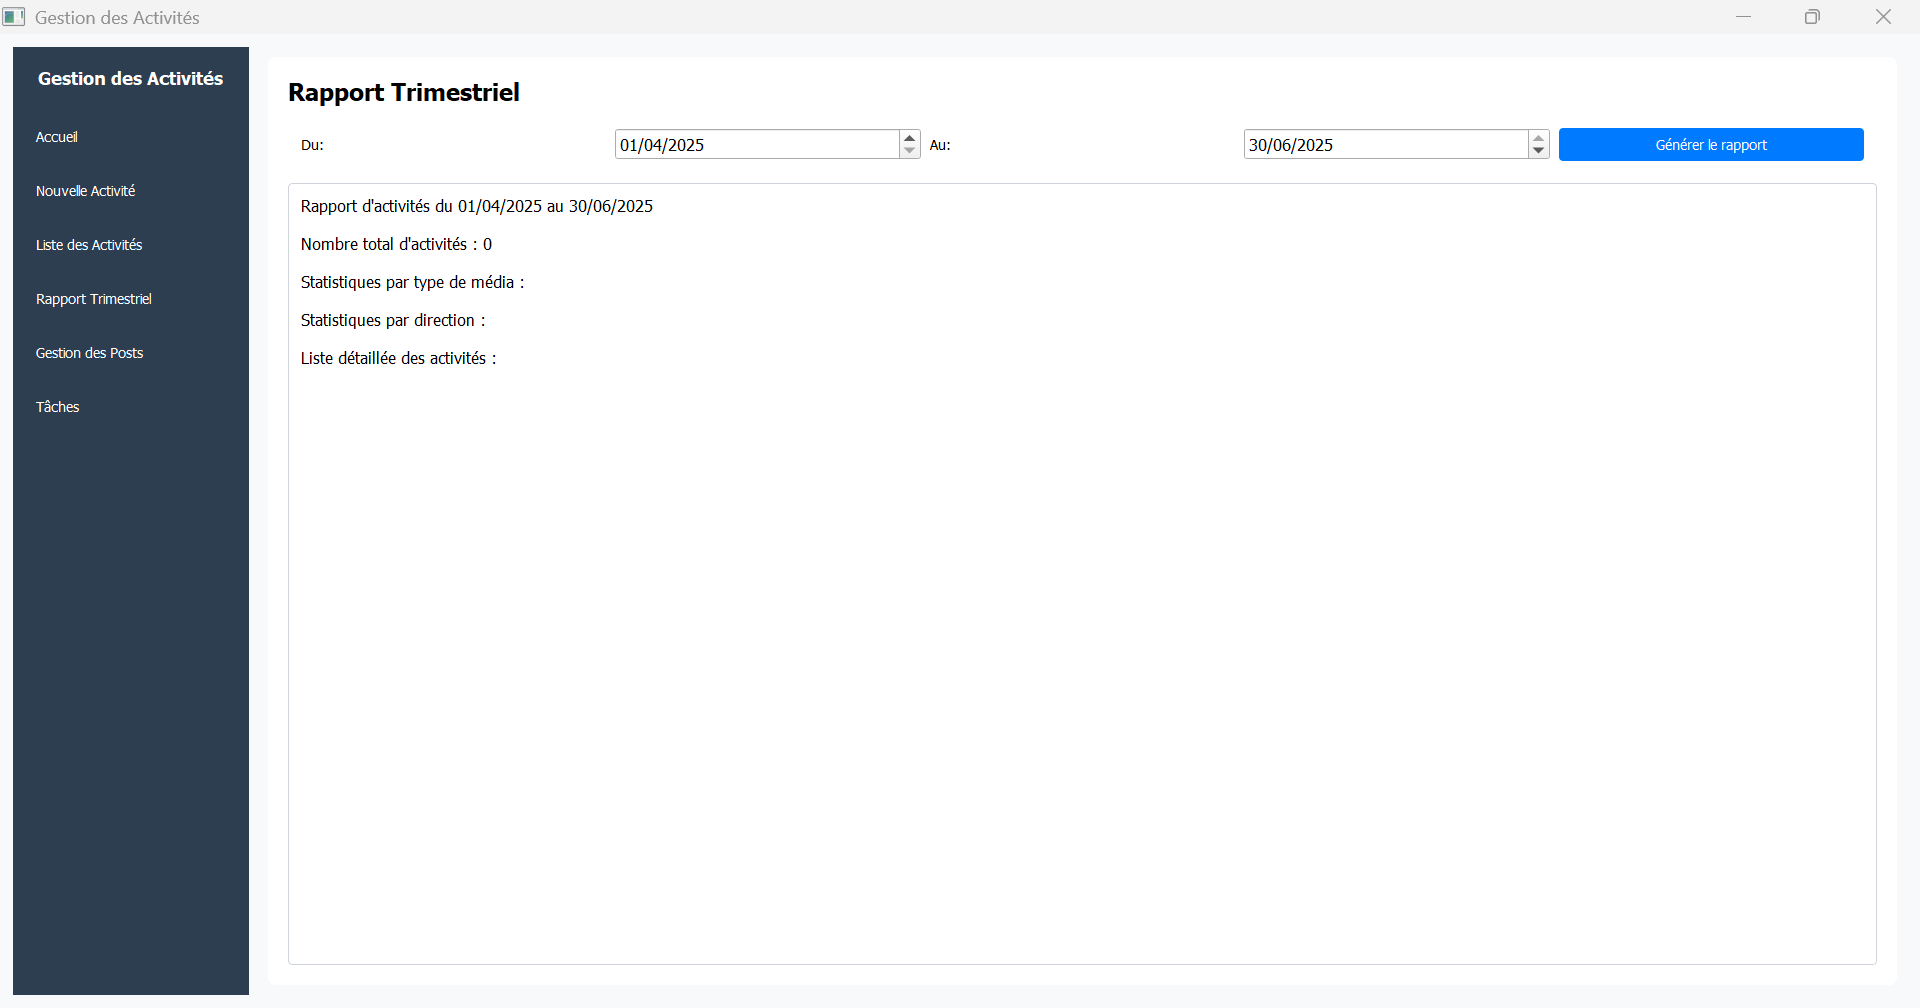 Gestion des Activités
Gestion des Activités
Accueil
Nouvelle Activité
Liste des Activités
Rapport Trimestriel
Gestion des Posts
Tâches
Rapport Trimestriel
Du: 01/04/2025 Au: 30/06/2025 Générer le rapport
Rapport d'activités du 01/04/2025 au 30/06/2025
Nombre total d'activités : 0
Statistiques par type de média :
Statistiques par direction :
Liste détaillée des activités :